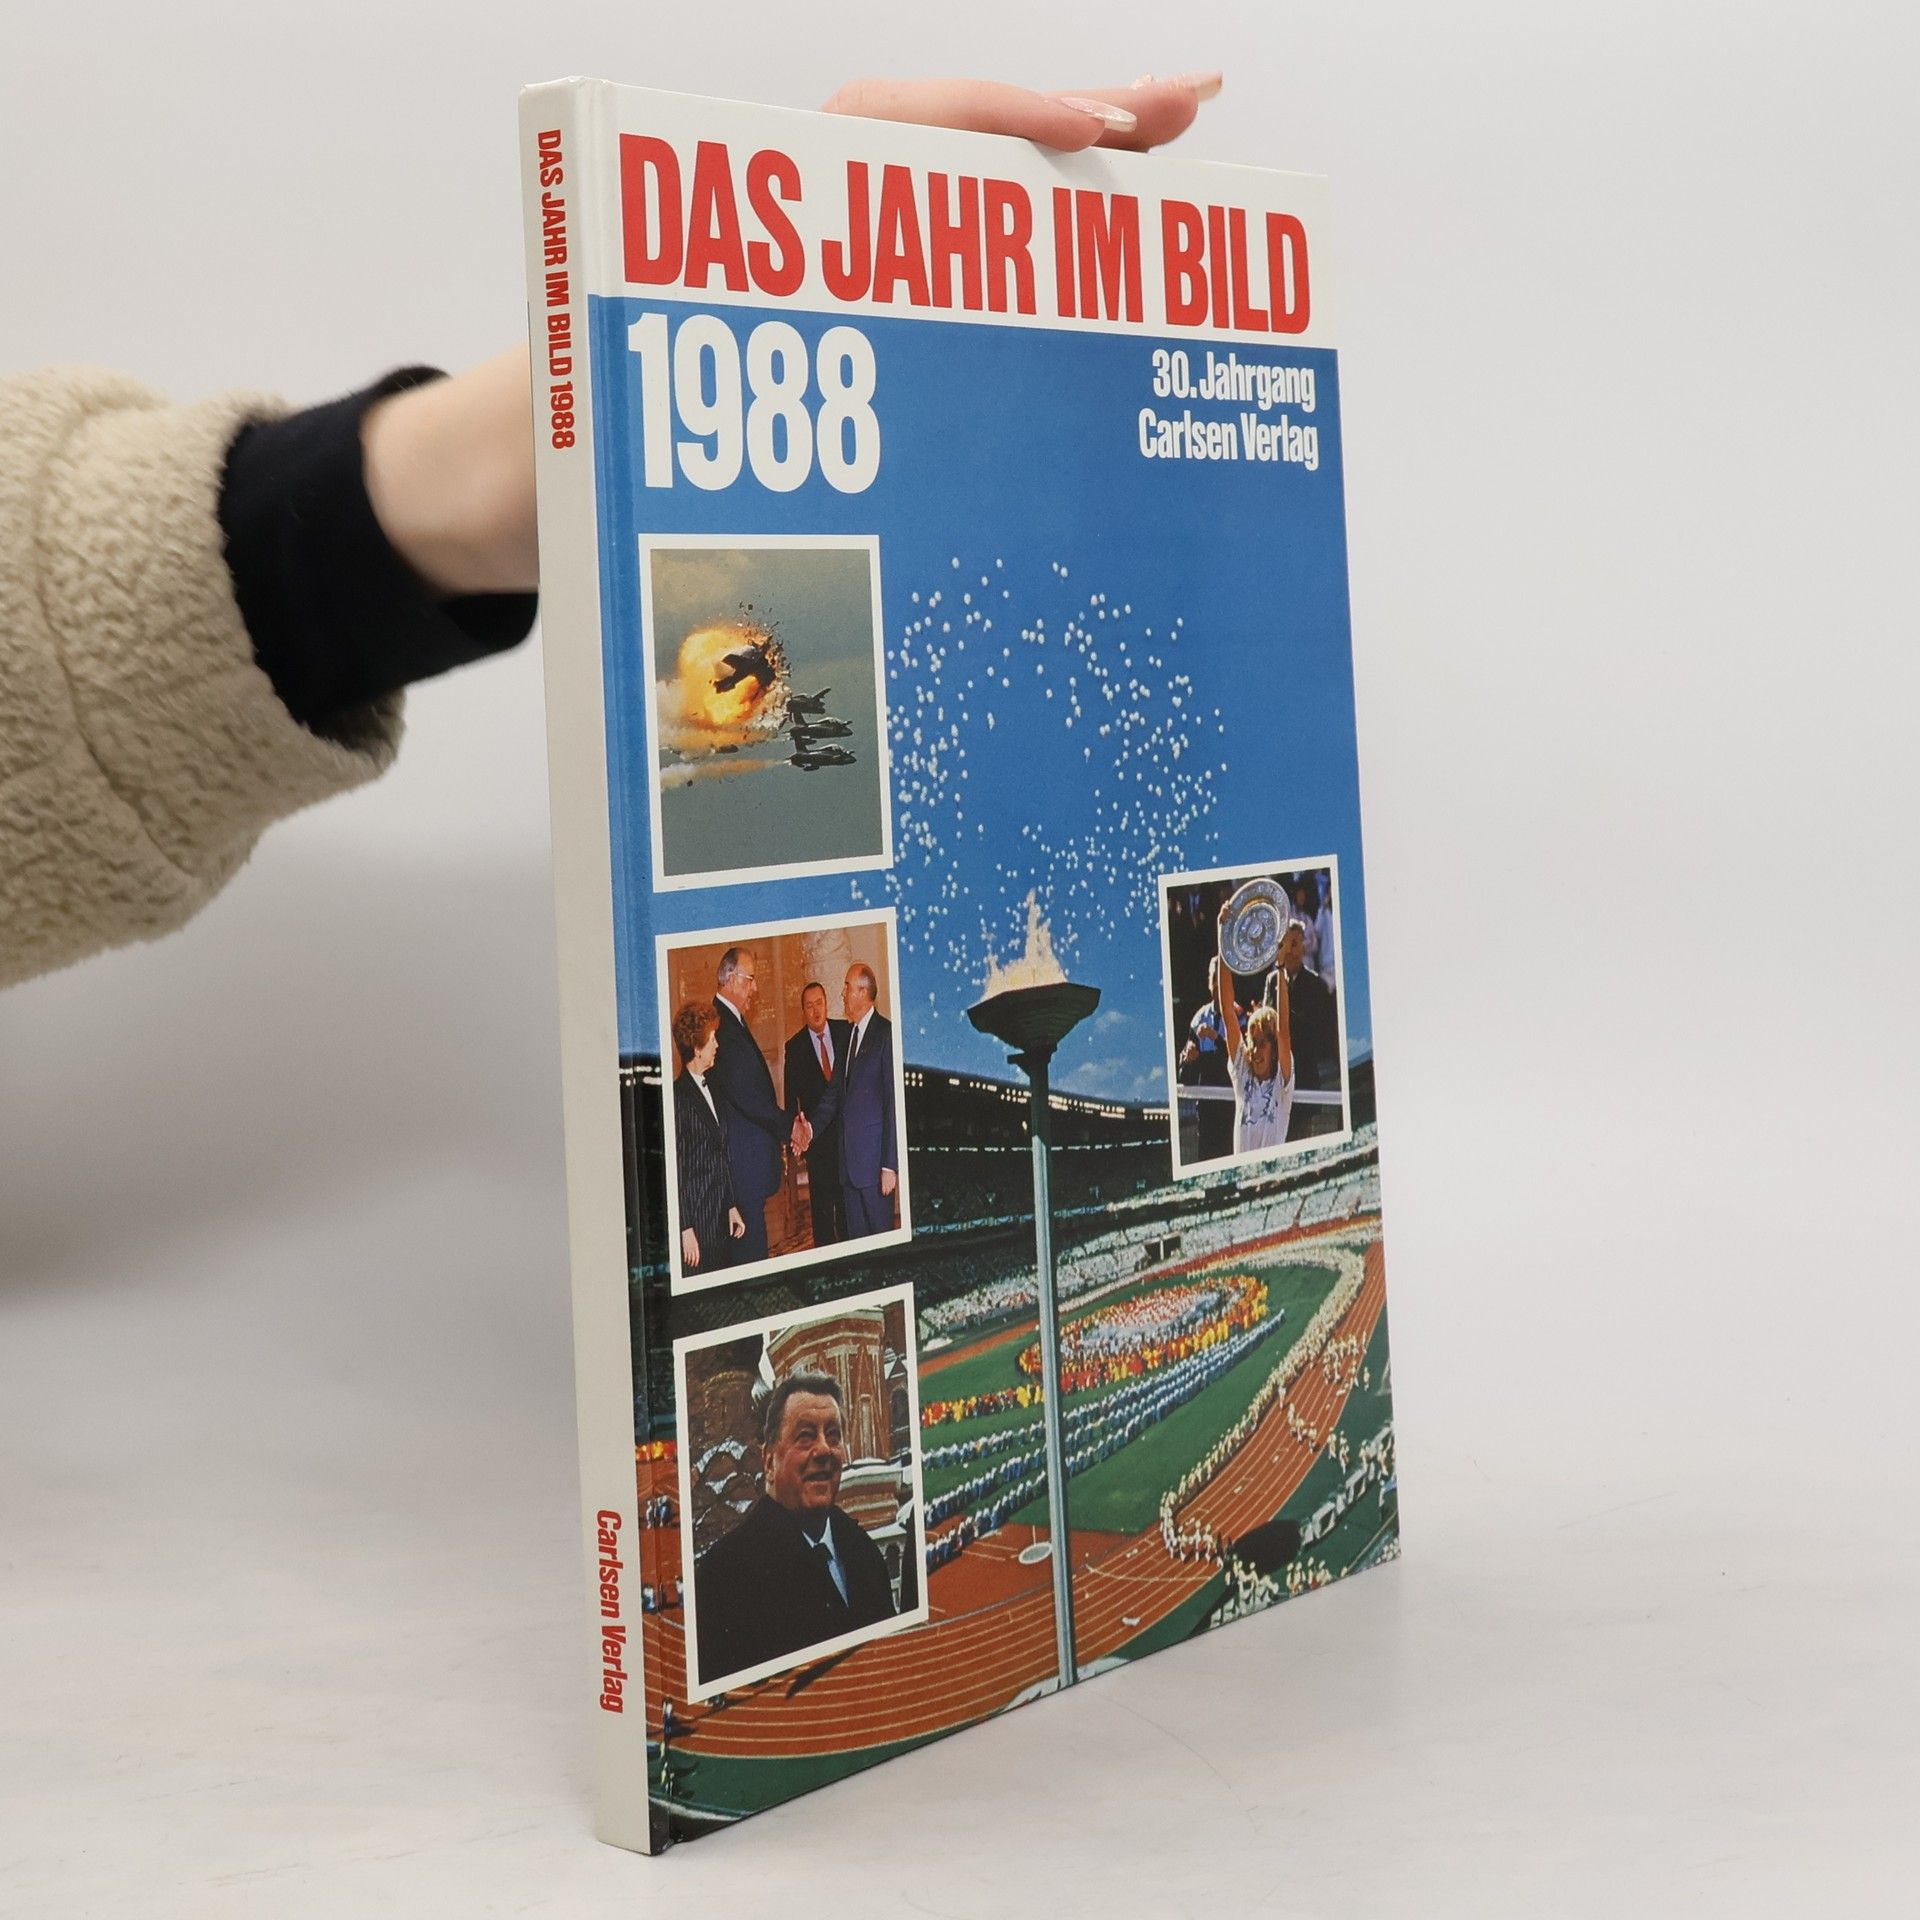 DAS JAHR IM BILD
1988
30. Jahrgang
Carlsen Verlag
DAS JAHR IM BILD 1988
Carlsen Verlag